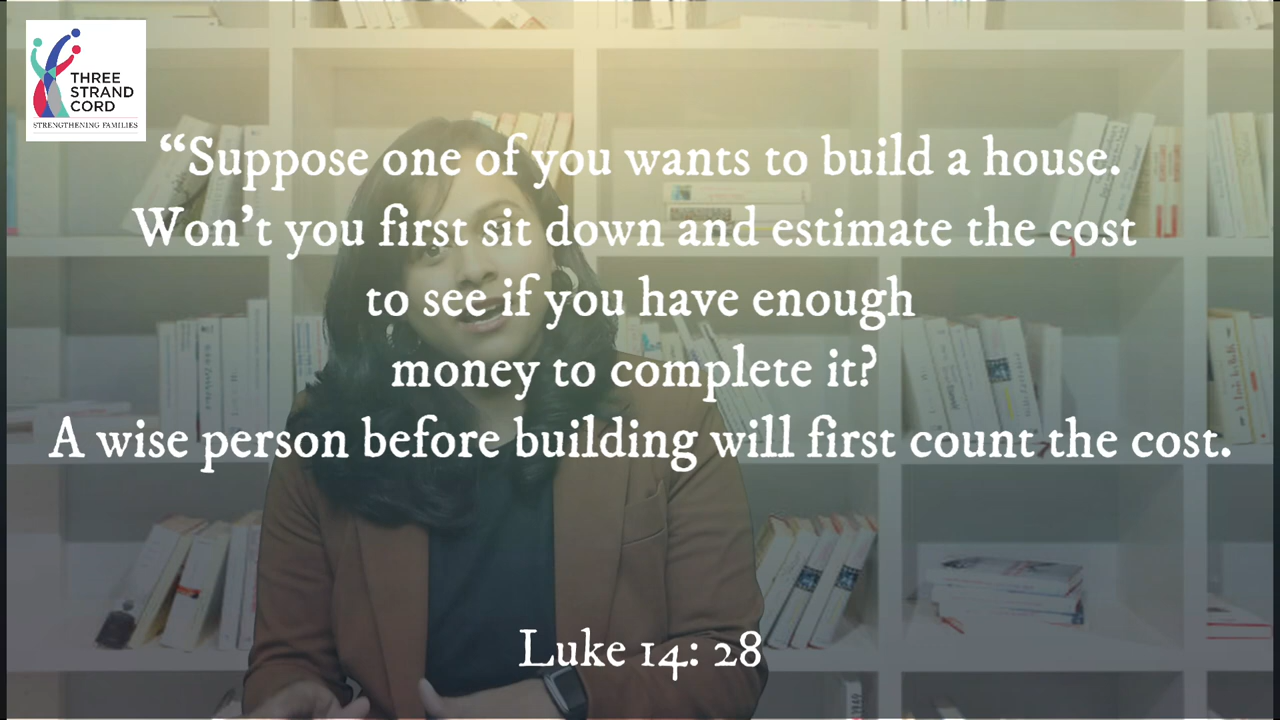 THREE
STRAND
CORD
STRENGTHENING FAMILIES
“Suppose one of you wants to build a house.
Won’t you first sit down and estimate the cost
to see if you have enough
money to complete it?
A wise person before building will first count the cost.
Luke 14: 28